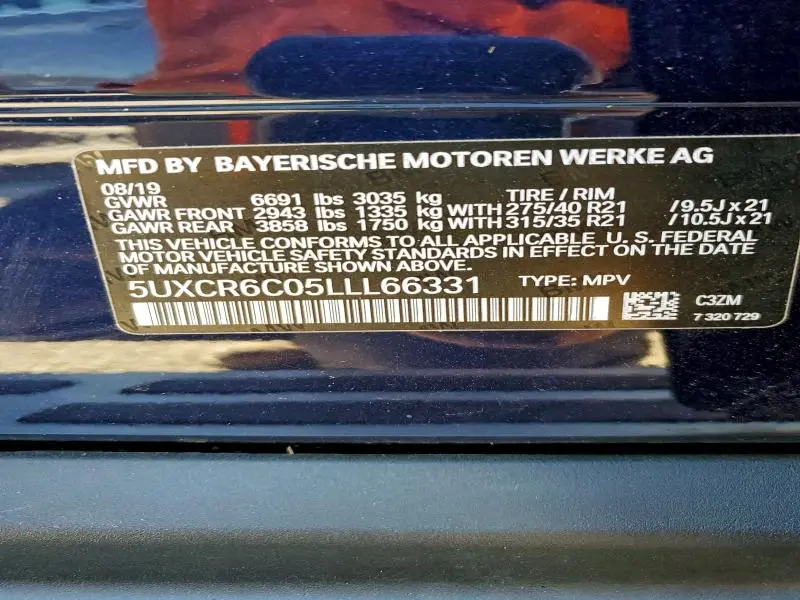 MFD BY BAYERISCHE MOTOREN WERKE AG
08/19 TIRE / RIM
GVWR 6691 lbs 3035 kg
GAWR FRONT 2943 lbs 1335 kg WITH 275/40 R21 /9.5J x 21
GAWR REAR 3858 lbs 1750 kg WITH 315/35 R21 /10.5J x 21
THIS VEHICLE CONFORMS TO ALL APPLICABLE U. S. FEDERAL
MOTOR VEHICLE SAFETY STANDARDS IN EFFECT ON THE DATE
OF MANUFACTURE SHOWN ABOVE.
5UXCR6C05LLL66331 TYPE: MPV
C3ZM
7 320 729